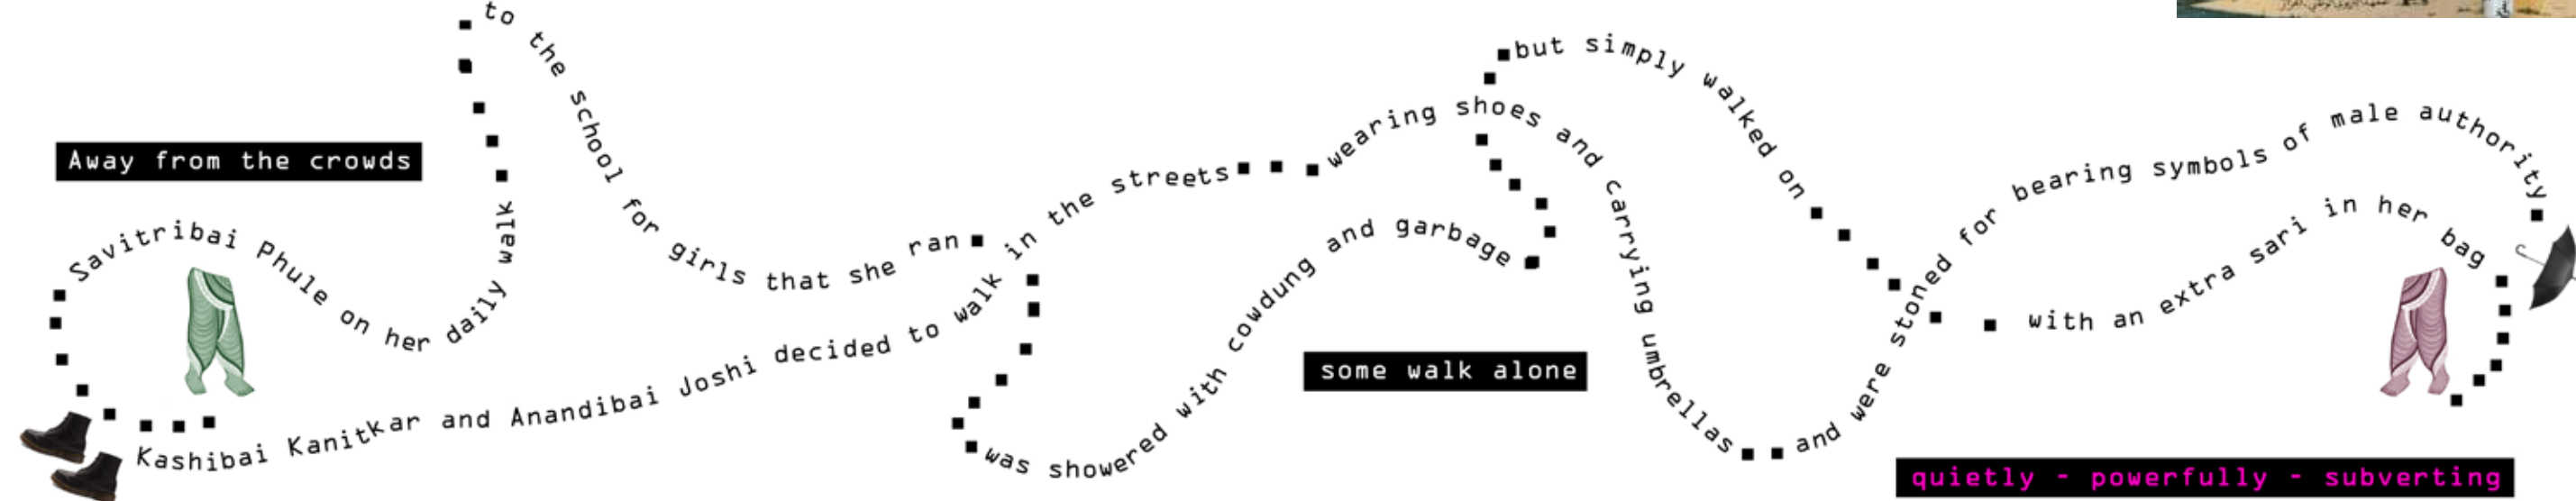 Away from the crowds
Savitribai Phule on her daily walk
to the school for girls that she ran
was showered with cowdung and garbage
but simply walked on
with an extra sari in her bag
Kashibai Kanitkar and Anandibai Joshi decided to walk in the streets
wearing shoes and carrying umbrellas
and were stoned for bearing symbols of male authority
some walk alone
quietly - powerfully - subverting